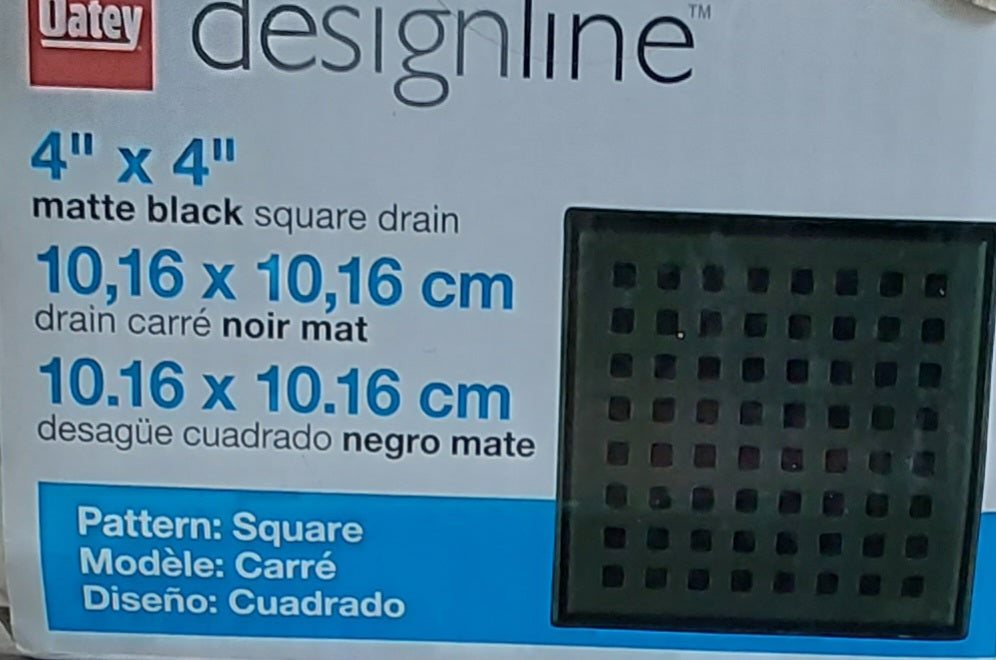 Oatey
designline™
4" x 4"
matte black square drain
10,16 x 10,16 cm
drain carré noir mat
10.16 x 10.16 cm
desagüe cuadrado negro mate
Pattern: Square
Modèle: Carré
Diseño: Cuadrado